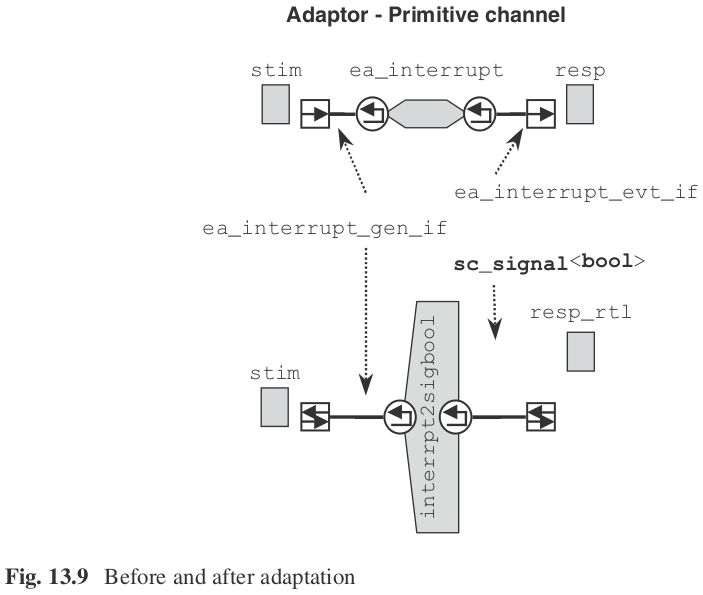 Adaptor - Primitive channel
stim ea_interrupt resp
ea_interrupt_evt_if
ea_interrupt_gen_if
sc_signal<bool>
resp_rtl
interrpt2sigbool
stim
Fig. 13.9 Before and after adaptation